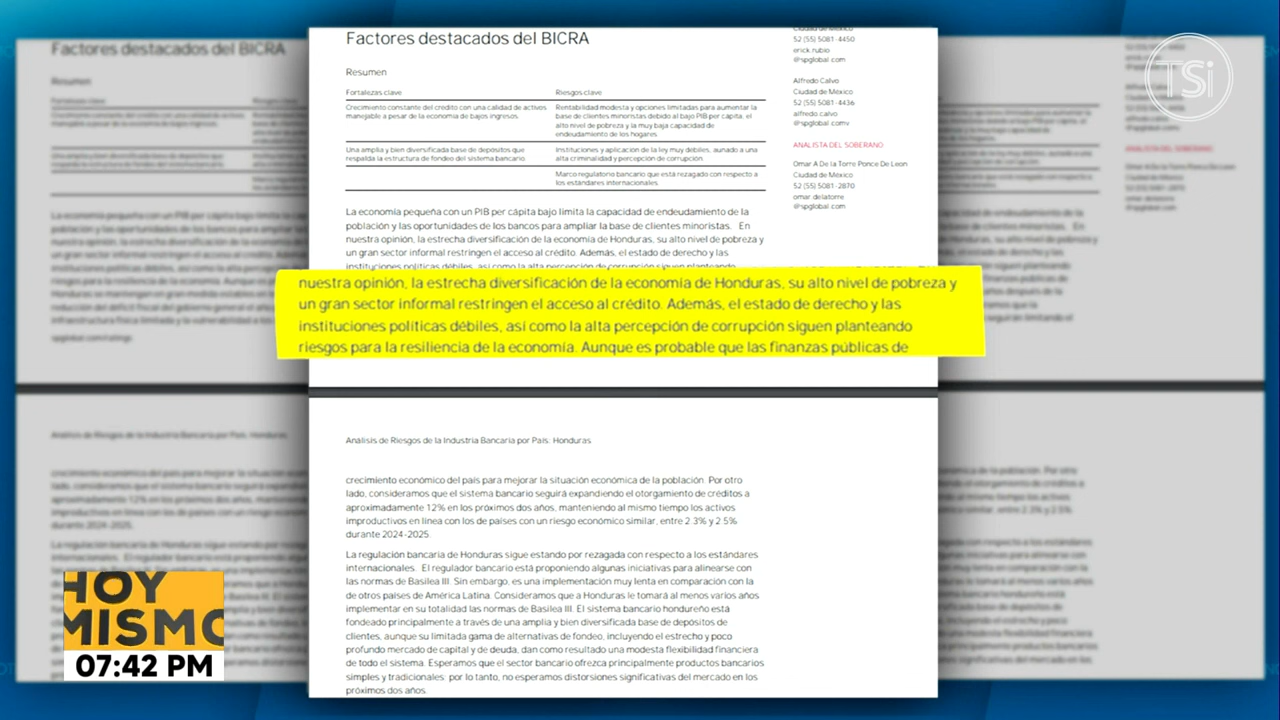 Factores destacados del BICRA
Resumen
Fortalezas clave
Riesgos clave
Crecimiento constante del credito con una calidad de activos
manejable a pesar de la economia de bajos ingresos.
Rentabilidad modesta y opciones limitadas para aumentar la
base de clientes minoristas debido al bajo PIB per cápita, el
alto nivel de pobreza y la muy baja capacidad de
endeudamiento de los hogares.
Una amplia y bien diversificada base de depósitos que
respalda la estructura de fondeo del sistema bancario.
Instituciones y aplicación de la ley muy débiles, aunado a una
alta criminalidad y percepción de corrupción.
Marco regulatorio bancario que está rezagado con respecto a
los estándares internacionales.
Ciudad de Mexico
52 (55) 5081-4450
erick.rubio
@spglobal.com
Alfredo Calvo
Ciudad de Mexico
52 (55) 5081-4436
alfredo.calvo
@spglobal.comv
ANALISTA DEL SOBERANO
Omar A De la Torre Ponce De Leon
Ciudad de Mexico
52 (55) 5081-2870
omar.delatorre
@spglobal.com
La economía pequeña con un PIB per cápita bajo limita la capacidad de endeudamiento de la
población y las oportunidades de los bancos para ampliar la base de clientes minoristas. En
nuestra opinión, la estrecha diversificación de la economía de Honduras, su alto nivel de pobreza y
un gran sector informal restringen el acceso al crédito. Además, el estado de derecho y las
instituciones políticas débiles, así como la alta percepción de corrupción siguen planteando
nuestra opinión, la estrecha diversificación de la economía de Honduras, su alto nivel de pobreza y
un gran sector informal restringen el acceso al crédito. Además, el estado de derecho y las
instituciones políticas débiles, así como la alta percepción de corrupción siguen planteando
riesgos para la resiliencia de la economía. Aunque es probable que las finanzas públicas de
Análisis de Riesgos de la Industria Bancaria por País: Honduras
crecimiento económico del país para mejorar la situación económica de la población. Por otro
lado, consideramos que el sistema bancario seguirá expandiendo el otorgamiento de créditos a
aproximadamente 12% en los próximos dos años, manteniendo al mismo tiempo los activos
improductivos en línea con los de países con un riesgo económico similar, entre 2.3% y 2.5%
durante 2024-2025.
La regulación bancaria de Honduras sigue estando por rezagada con respecto a los estándares
internacionales. El regulador bancario está proponiendo algunas iniciativas para alinearse con
las normas de Basilea III. Sin embargo, es una implementación muy lenta en comparación con la
de otros países de América Latina. Consideramos que a Honduras le tomará al menos varios años
implementar en su totalidad las normas de Basilea III. El sistema bancario hondureño está
fondeado principalmente a través de una amplia y bien diversificada base de depósitos de
clientes, aunque su limitada gama de alternativas de fondeo, incluyendo el estrecho y poco
profundo mercado de capital y de deuda, dan como resultado una modesta flexibilidad financiera
de todo el sistema. Esperamos que el sector bancario ofrezca principalmente productos bancarios
simples y tradicionales: por lo tanto, no esperamos distorsiones significativas del mercado en los
próximos dos años.
TSi
HOY
MISMO
07:42 PM